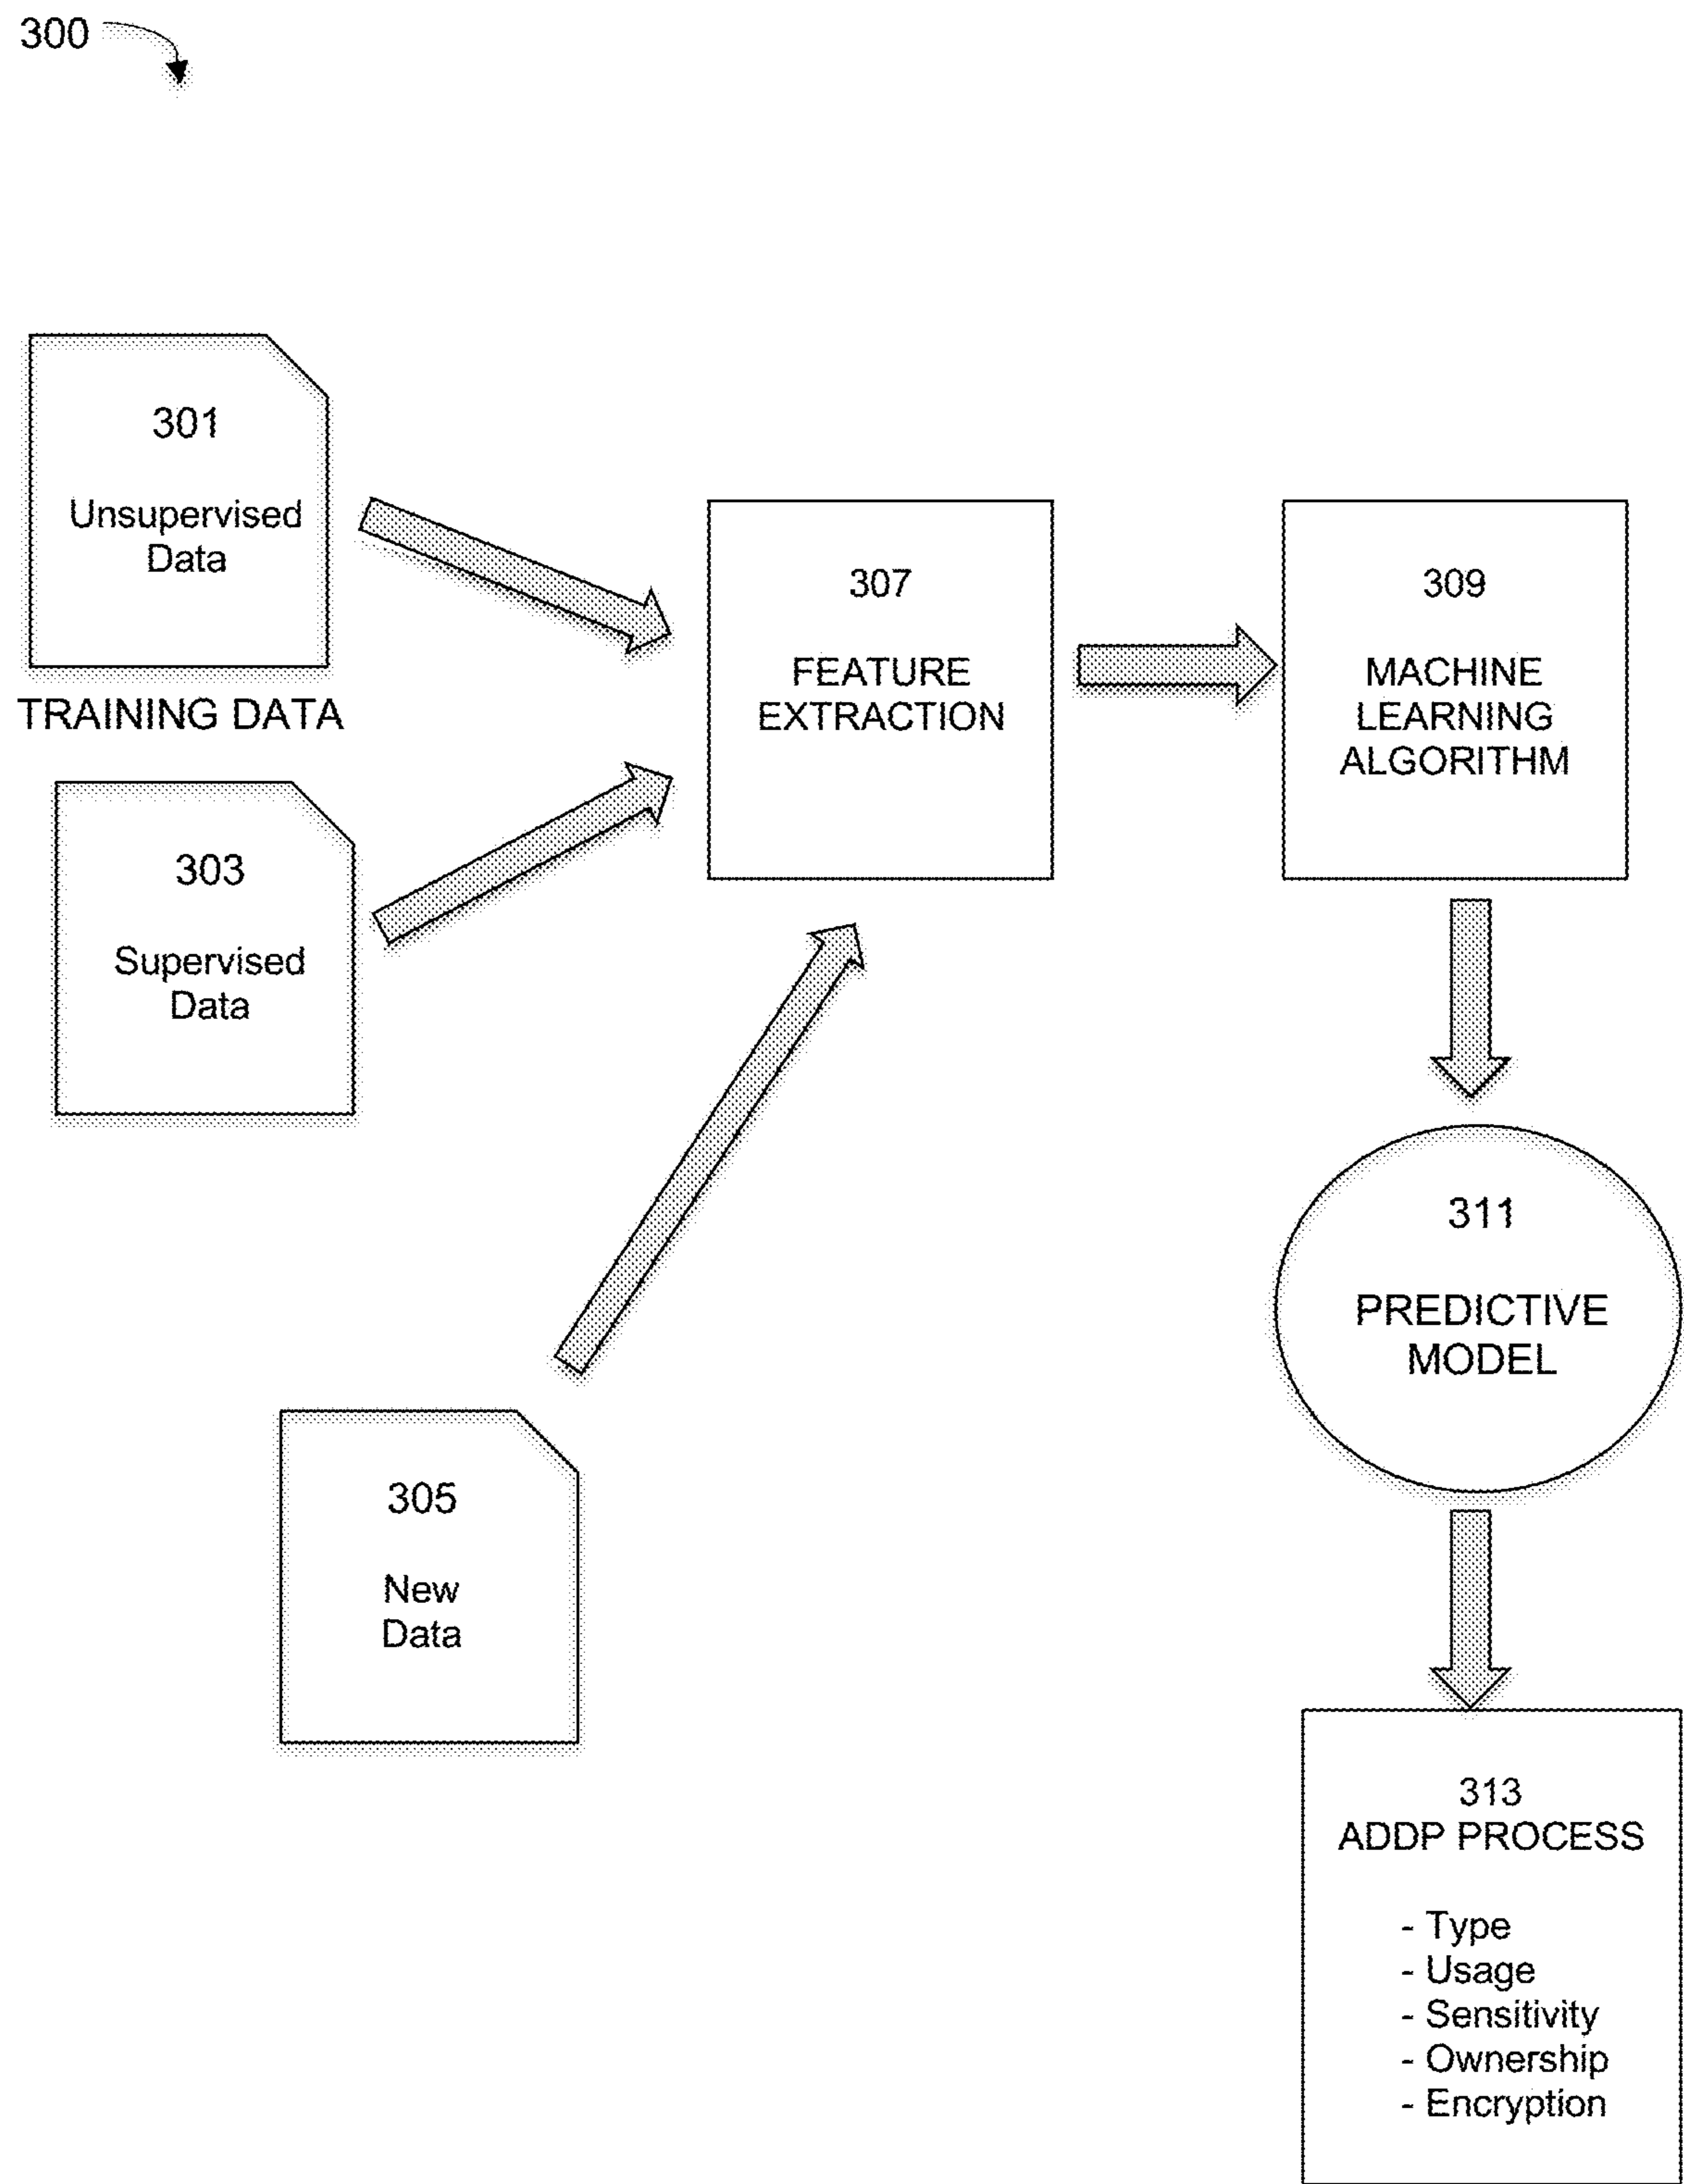 300
301
Unsupervised
Data
TRAINING DATA
303
Supervised
Data
305
New
Data
307
FEATURE
EXTRACTION
309
MACHINE
LEARNING
ALGORITHM
311
PREDICTIVE
MODEL
313
ADDP PROCESS
- Type
- Usage
- Sensitivity
- Ownership
- Encryption